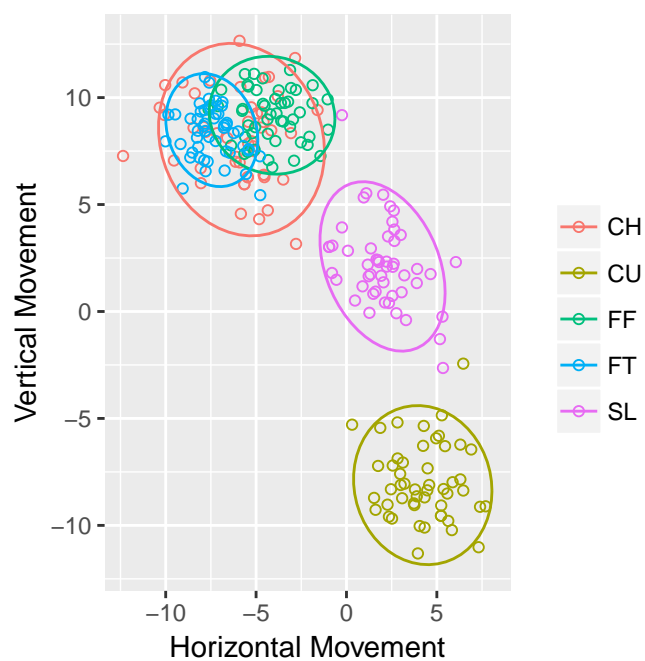 10
5
0
−5
−10
−10
−5
0
5
Vertical Movement
Horizontal Movement
CH
CU
FF
FT
SL